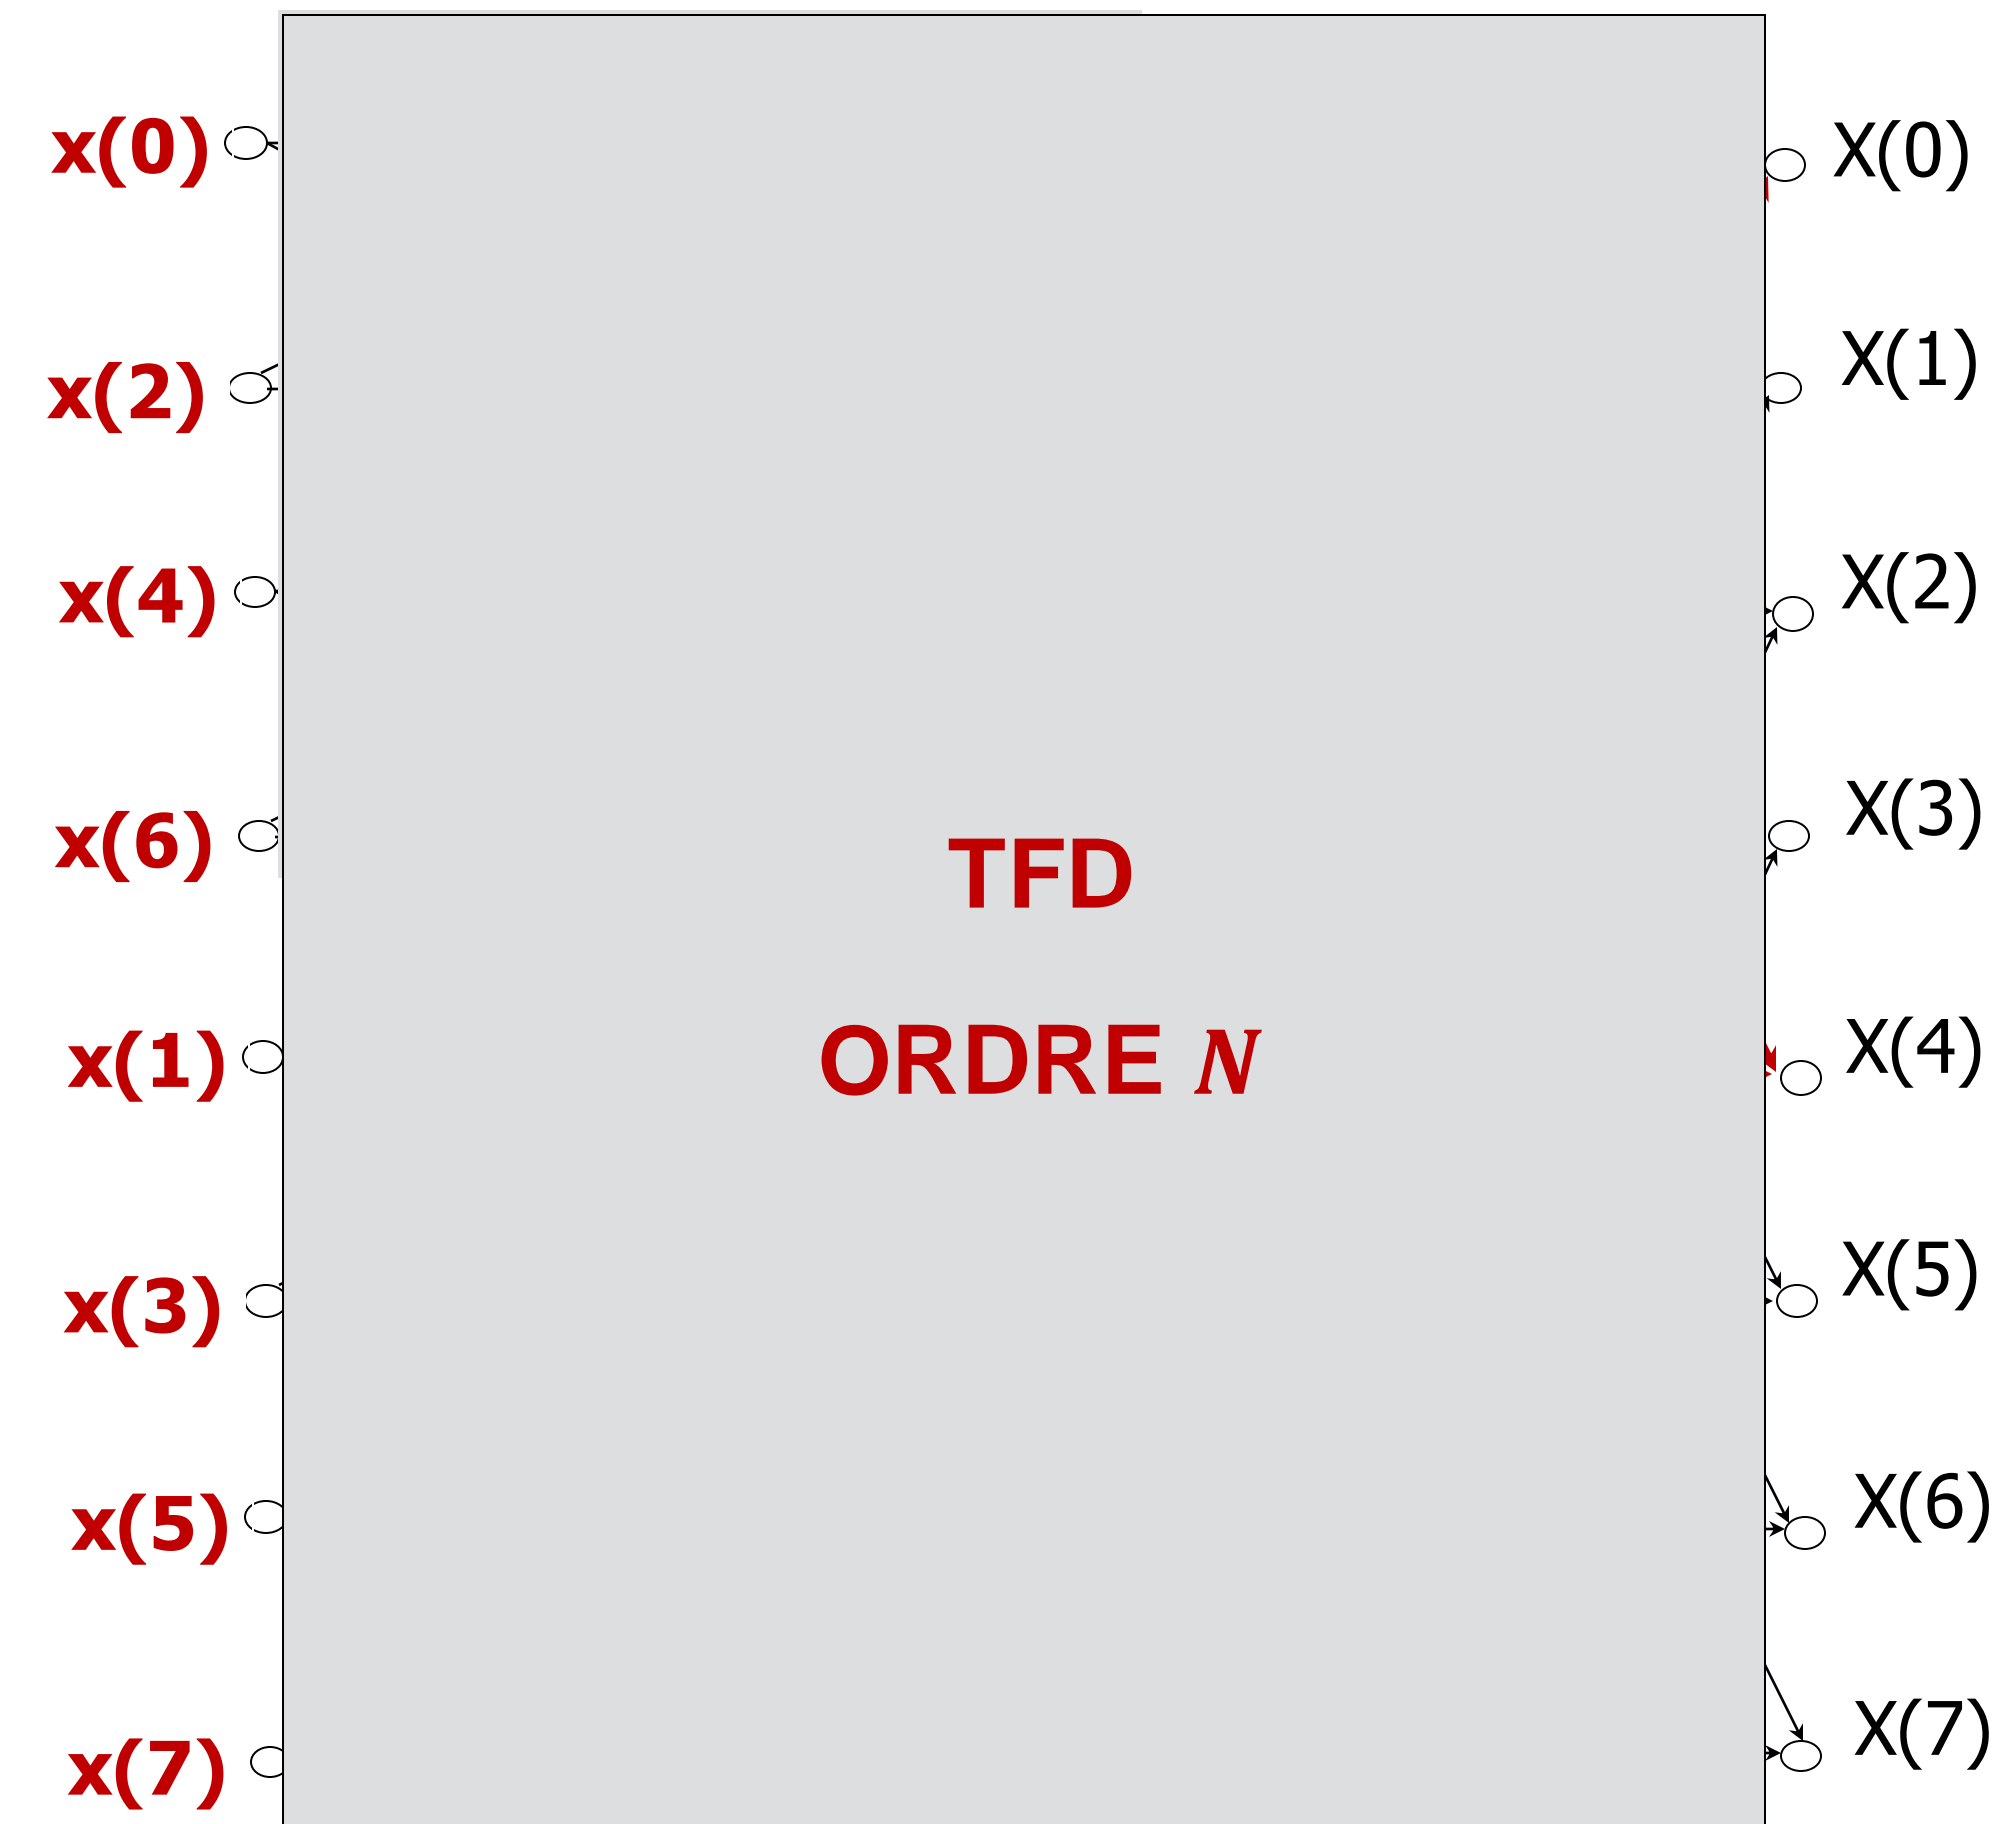 x(0)
X(0)
x(2)
X(1)
x(4)
X(2)
x(6)
X(3)
TFD
ORDRE N
x(1)
X(4)
x(3)
X(5)
x(5)
X(6)
x(7)
X(7)